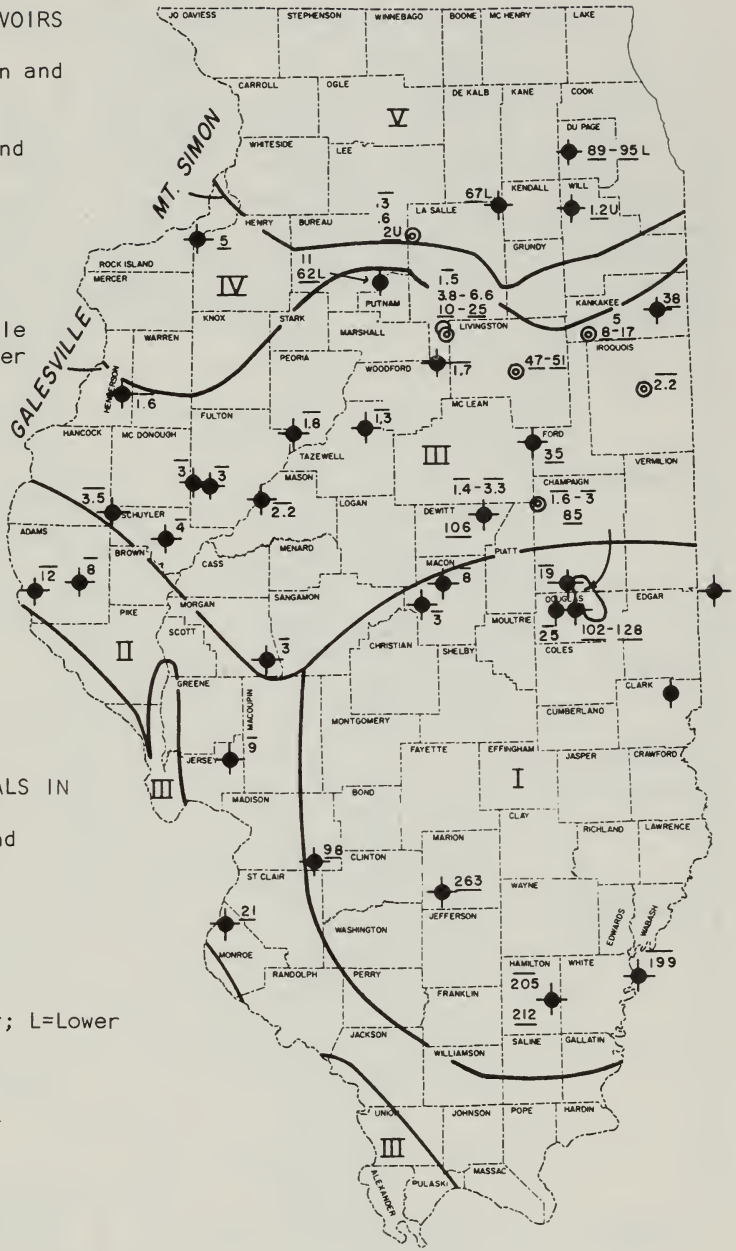 VOIRS
n and
nd
le
er
ALS IN
nd
; L=Lower
JO DAVIESS STEPHENSON WINNEBAGO BOONE MC HENRY LAKE
CARROLL OGLE DE KALB KANE COOK
V
DU PAGE
89-95 L
WHITESIDE LEE
MT. SIMON
KENDALL WILL
67L LA SALLE
1.2U
HENRY BUREAU
.3
.6
2U
GRUNDY
5
ROCK ISLAND
MERCER
IV
11
62L
PUTNAM
1.5
3.8-6.6
10-25
KANKAKEE
38
KNOX STARK
MARSHALL
LIVINGSTON
5
8-17
IROQUOIS
WARREN
PEORIA
WOODFORD
1.7
47-51
2.2
GALESVILLE
HENDERSON
1.6
MC LEAN
FULTON
1.8
1.3
FORD
35
HANCOCK MC DONOUGH
TAZEWELL
III
VERMILION
3 3
MASON
CHAMPAIGN
3.5
SCHUYLER
2.2
LOGAN
1.4-3.3
DEWITT
106
1.6-3
85
ADAMS
4
BROWN
CASS MENARD
MACON
PIATT
12 8
8
19
DOUGLAS
EDGAR
PIKE
MORGAN SANGAMON
3
MOULTRIE
25
102-128
SCOTT
CHRISTIAN
SHELBY
COLES
II
3
GREENE
CLARK
MACOUPIN
MONTGOMERY
CUMBERLAND
JERSEY
9
FAYETTE EFFINGHAM JASPER CRAWFORD
III
I
MADISON
BOND
CLAY
MARION
RICHLAND LAWRENCE
98
CLINTON
ST CLAIR
263
WAYNE
21
JEFFERSON
EDWARDS
WABASH
WASHINGTON
MONROE
HAMILTON WHITE
199
RANDOLPH PERRY
205
212
FRANKLIN
JACKSON
SALINE GALLATIN
WILLIAMSON
UNION JOHNSON POPE HARDIN
III
ALEXANDER
PULASKI
MASSAC